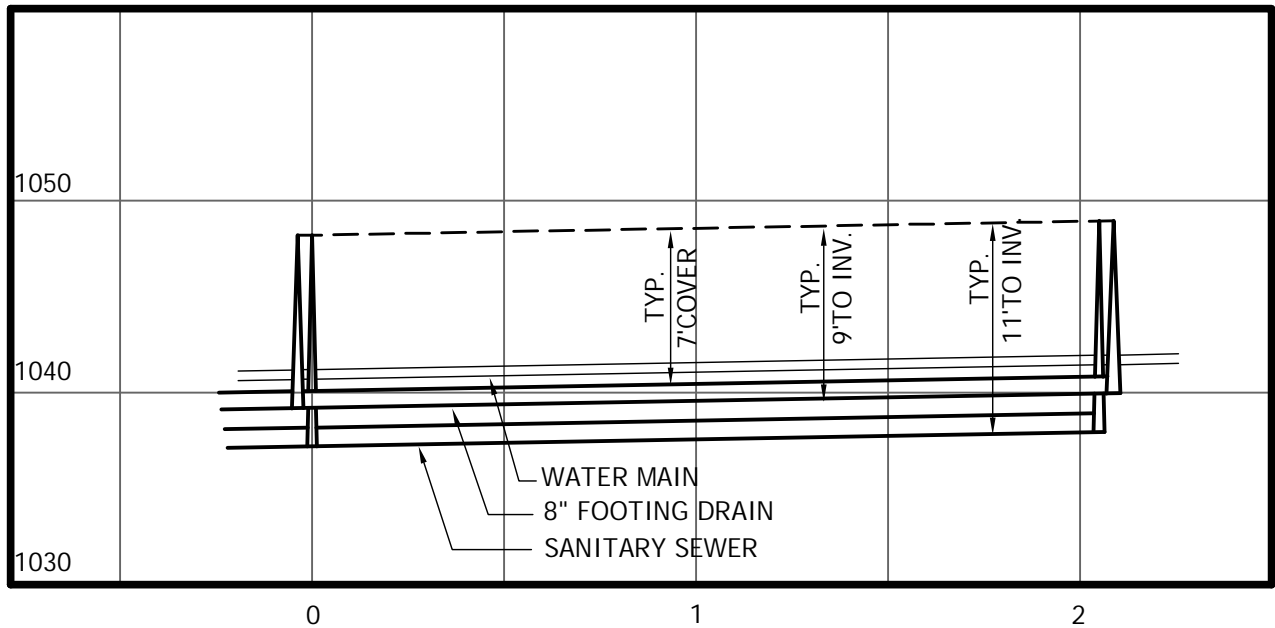 1050
1040
1030
TYP.
7'COVER
TYP.
9'TO INV.
TYP.
11'TO INV.
WATER MAIN
8" FOOTING DRAIN
SANITARY SEWER
0
1
2